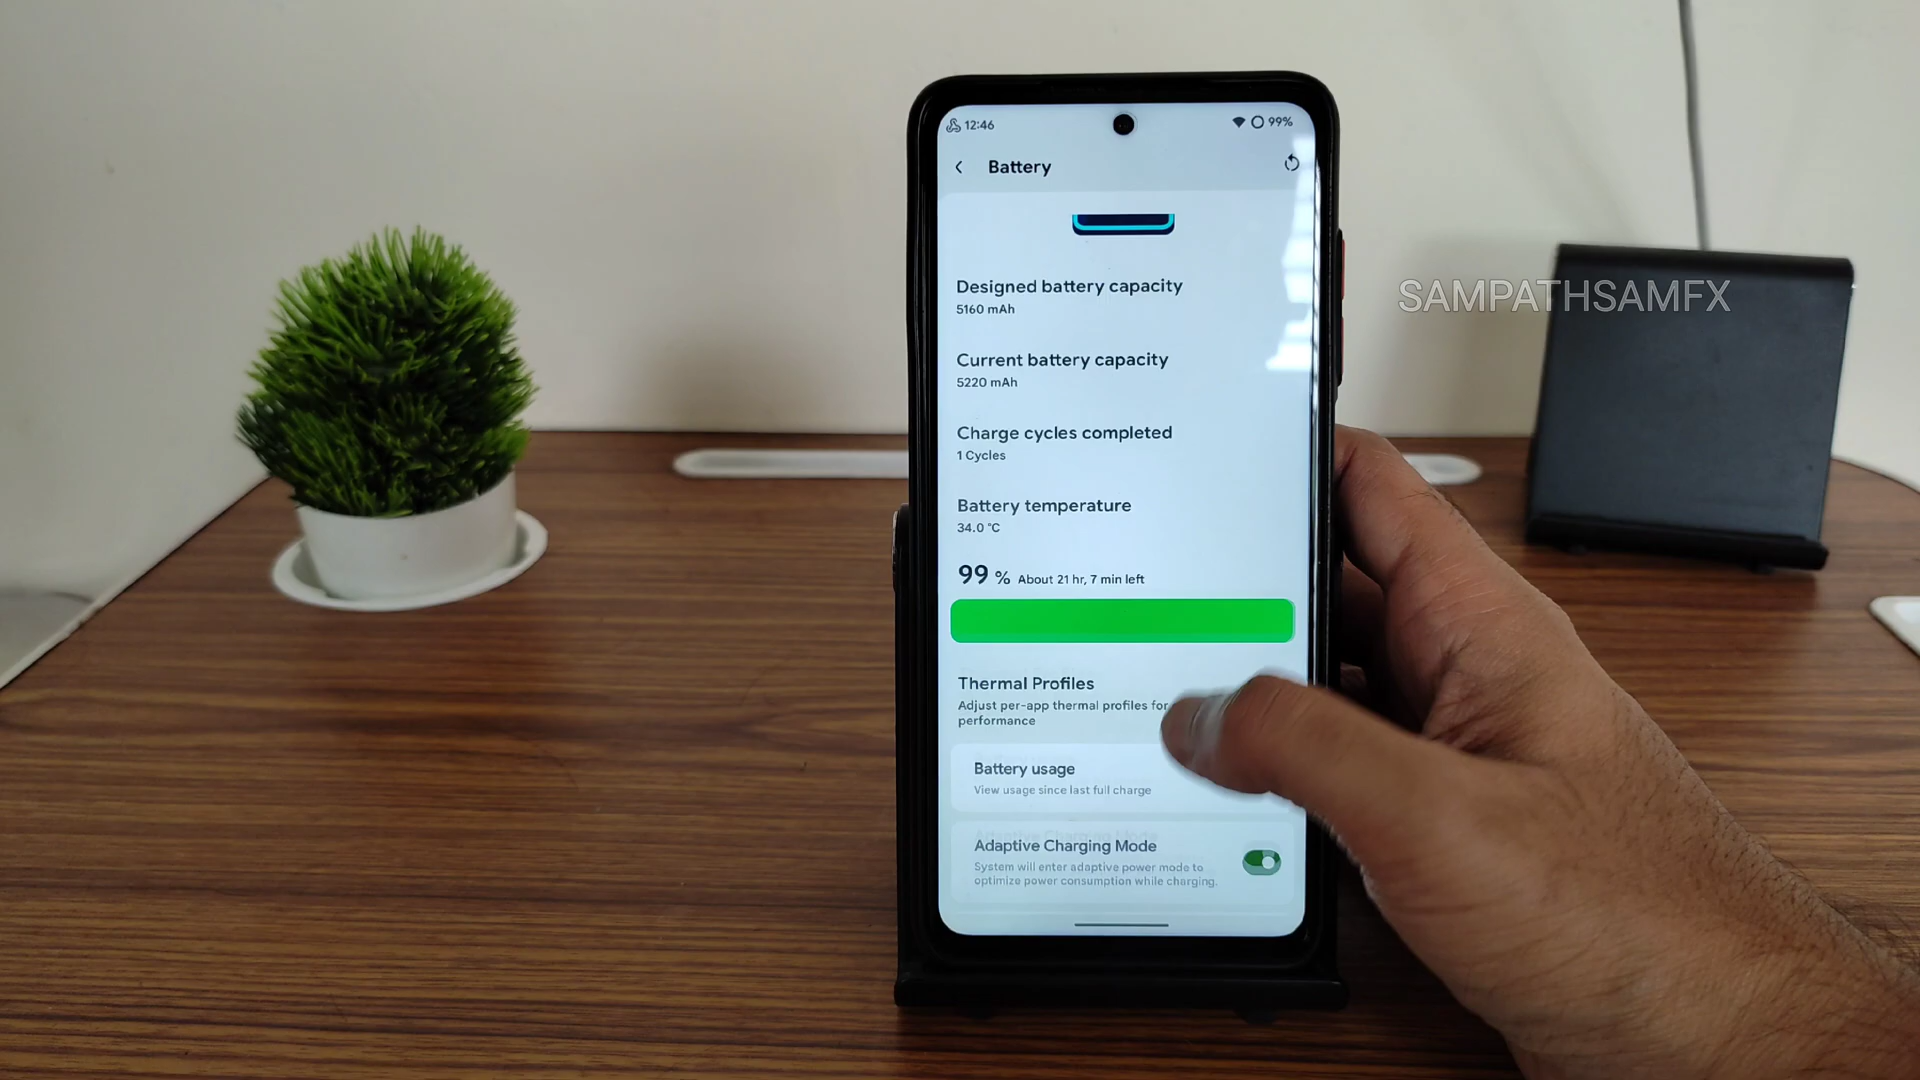 12:46
99%
Battery
SAMPATHSAMFX
Designed battery capacity
5160 mAh
Current battery capacity
5220 mAh
Charge cycles completed
1 Cycles
Battery temperature
34.0 °C
99 % About 21 hr, 7 min left
Thermal Profiles
Adjust per-app thermal profiles for
performance
Battery usage
View usage since last full charge
Adaptive Charging Mode
System will enter adaptive power mode to
optimize power consumption while charging.